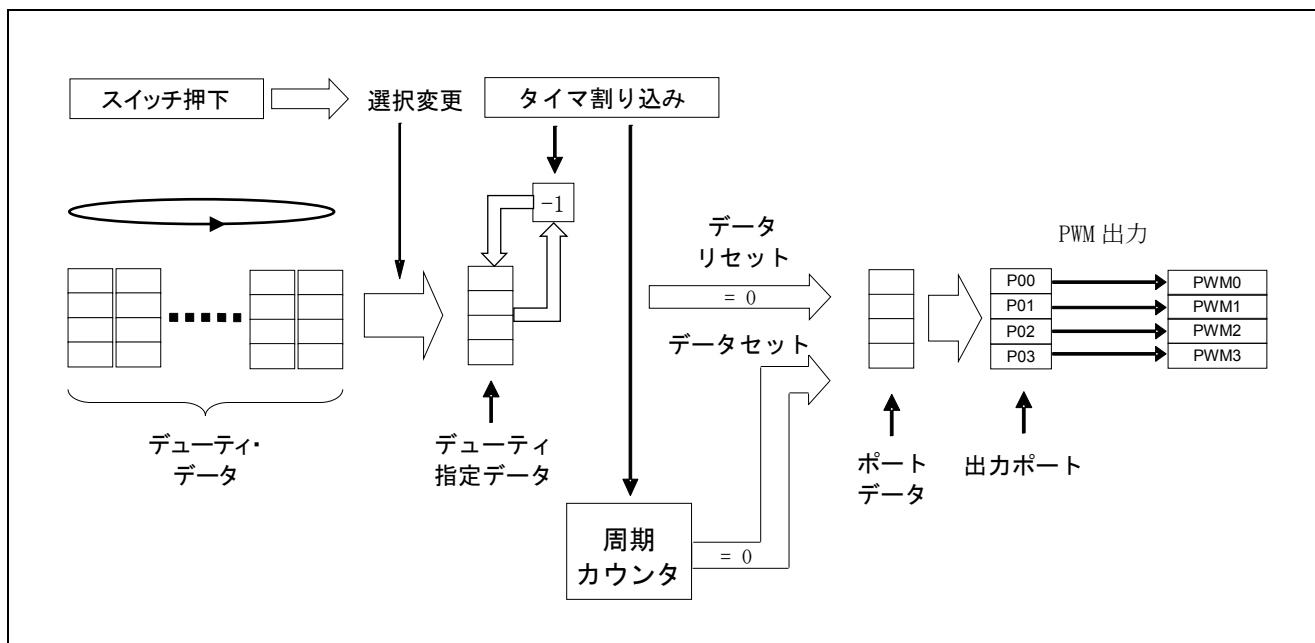 スイッチ押下
選択変更
タイマ割り込み
-1
データ
リセット
= 0
データセット
PWM 出力
P00
P01
P02
P03
PWM0
PWM1
PWM2
PWM3
デューティ・
データ
デューティ
指定データ
ポート
データ
出力ポート
周期
カウンタ
= 0